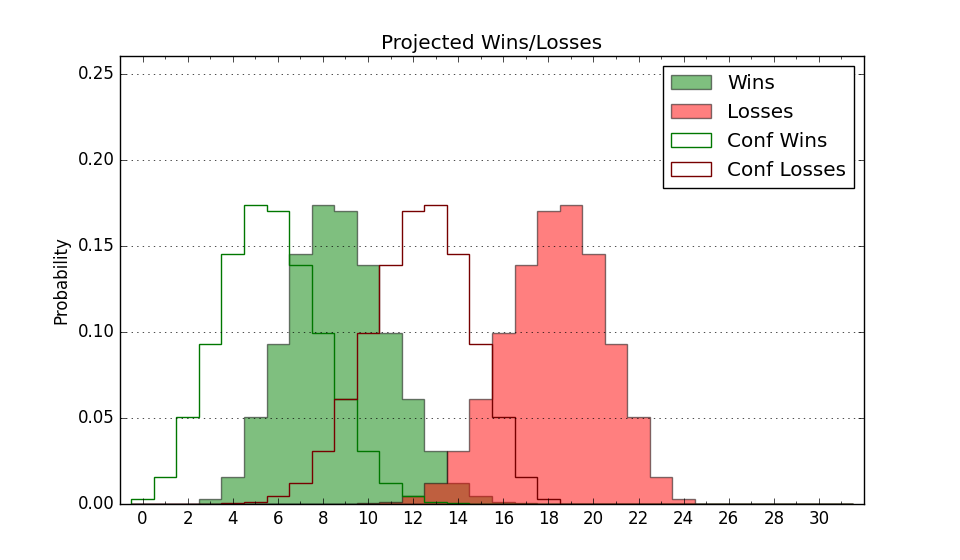 Projected Wins/Losses
Wins
Losses
Conf Wins
Conf Losses
Probability
0.25
0.20
0.15
0.10
0.05
0.00
0 2 4 6 8 10 12 14 16 18 20 22 24 26 28 30